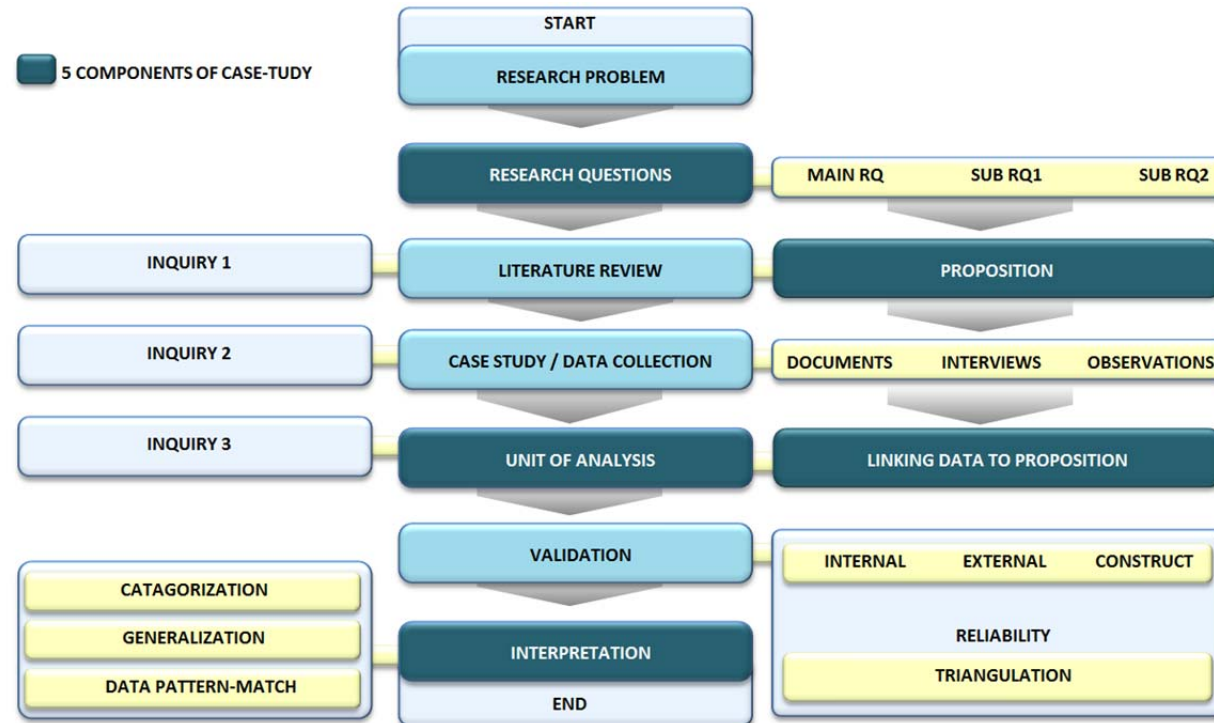 START
5 COMPONENTS OF CASE-TUDY
RESEARCH PROBLEM
RESEARCH QUESTIONS
MAIN RQ SUB RQ1 SUB RQ2
INQUIRY 1
LITERATURE REVIEW
PROPOSITION
INQUIRY 2
CASE STUDY / DATA COLLECTION
DOCUMENTS INTERVIEWS OBSERVATIONS
INQUIRY 3
UNIT OF ANALYSIS
LINKING DATA TO PROPOSITION
VALIDATION
INTERNAL EXTERNAL CONSTRUCT
RELIABILITY
TRIANGULATION
CATAGORIZATION
GENERALIZATION
DATA PATTERN-MATCH
INTERPRETATION
END